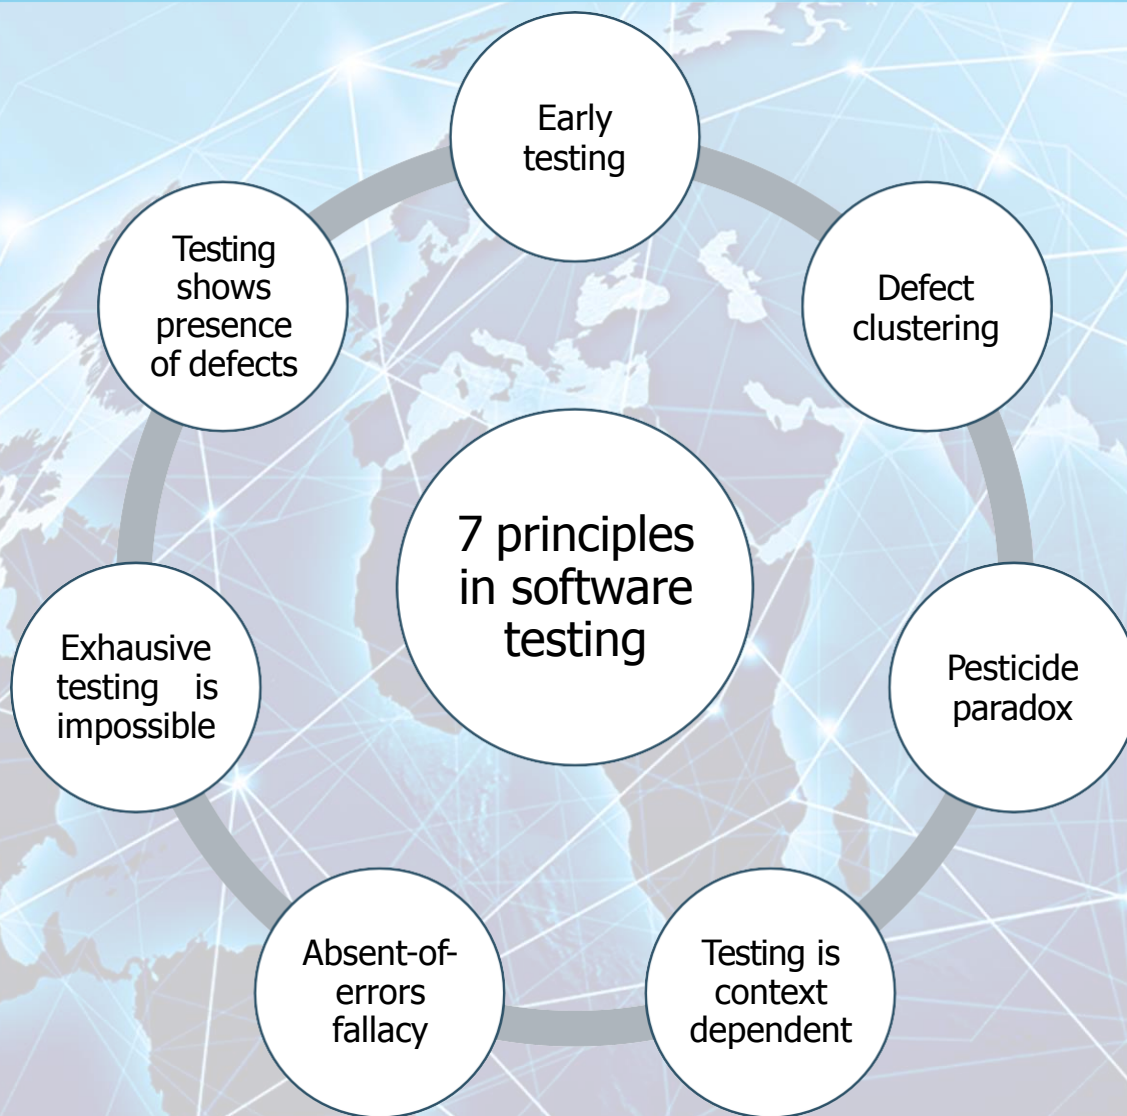 Early
testing
Testing
shows
presence
of defects
Defect
clustering
7 principles
in software
testing
Exhausive
testing is
impossible
Pesticide
paradox
Absent-of-
errors
fallacy
Testing is
context
dependent